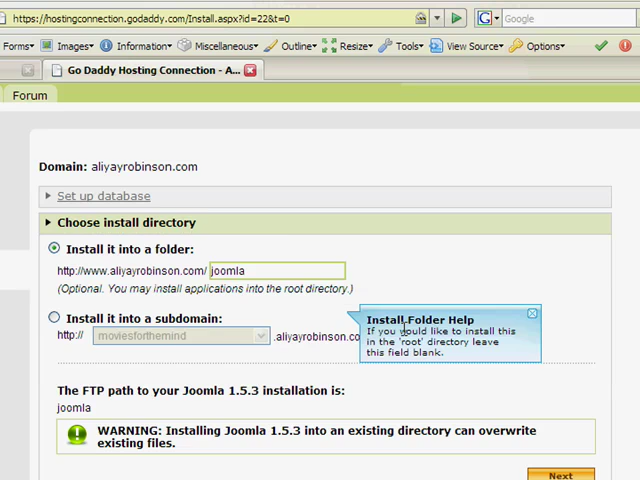 https://hostingconnection.godaddy.com/Install.aspx?id=22&t=0
Google
Forms Images Information Miscellaneous Outline Resize Tools View Source Options
Go Daddy Hosting Connection - A...
Forum
Domain: aliyayrobinson.com
Set up database
Choose install directory
Install it into a folder:
http://www.aliyayrobinson.com/ joomla
(Optional. You may install applications into the root directory.)
Install it into a subdomain:
http:// moviesforthemind .aliyayrobinson.co
Install Folder Help
If you would like to install this
in the 'root' directory leave
this field blank.
The FTP path to your Joomla 1.5.3 installation is:
joomla
WARNING: Installing Joomla 1.5.3 into an existing directory can overwrite
existing files.
Next